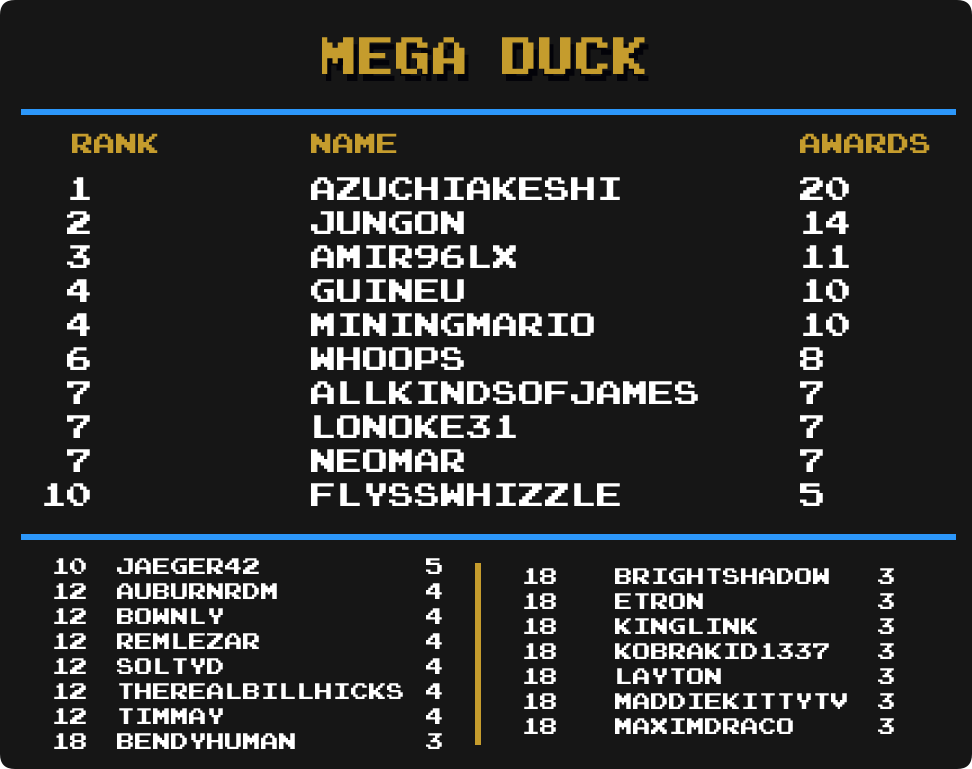 MEGA DUCK
RANK NAME AWARDS
1 AZUCHIAKESHI 20
2 JUNGON 14
3 AMIR96LX 11
4 GUINEU 10
4 MININGMARIO 10
6 WHOOPS 8
7 ALLKINDSOFJAMES 7
7 LONOKE31 7
7 NEOMAR 7
10 FLYSSWHIZZLE 5
10 JAEGER42 5
12 AUBURNRDM 4
12 BOWNLY 4
12 REMLEZAR 4
12 SOLTYD 4
12 THEREALBILLHICKS 4
12 TIMMAY 4
18 BENDYHUMAN 3
18 BRIGHTSHADOW 3
18 ETRON 3
18 KINGLINK 3
18 KOBRAKID1337 3
18 LAYTON 3
18 MADDIEKITTYTV 3
18 MAXIMDRACO 3